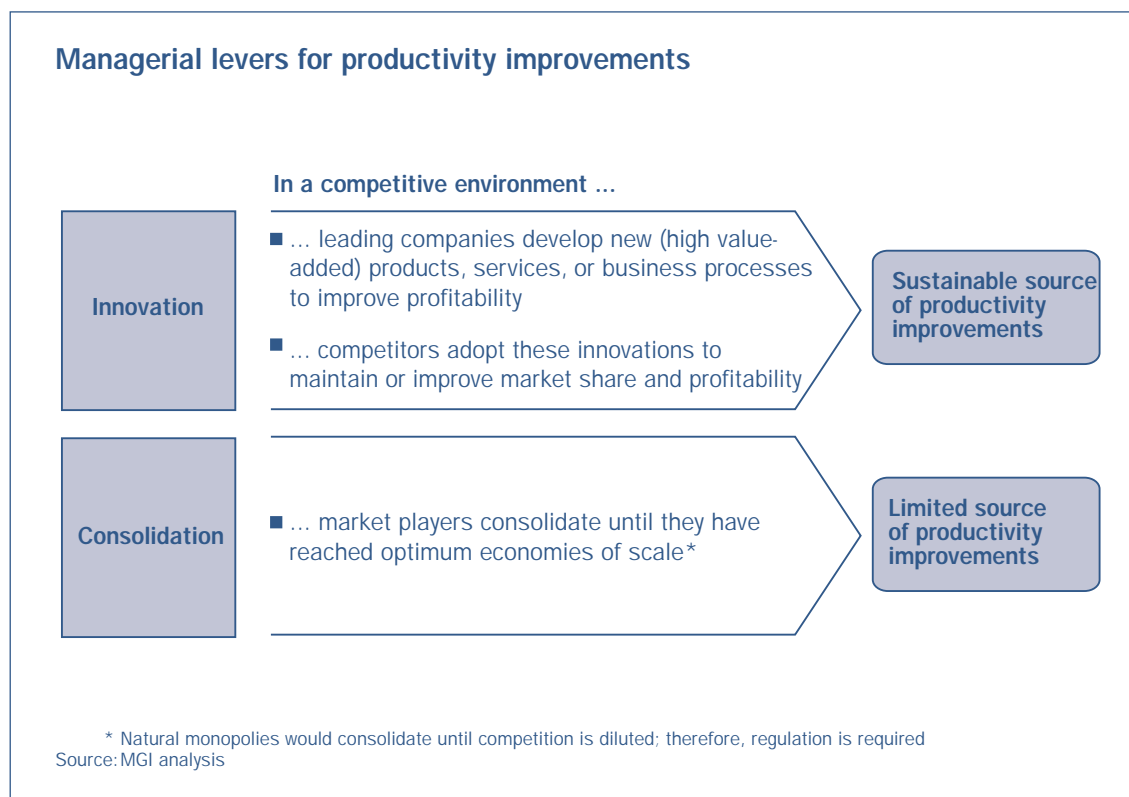 Managerial levers for productivity improvements
In a competitive environment ...
Innovation
■ ... leading companies develop new (high value-
added) products, services, or business processes
to improve profitability
■ ... competitors adopt these innovations to
maintain or improve market share and profitability
Sustainable source
of productivity
improvements
Consolidation
■ ... market players consolidate until they have
reached optimum economies of scale*
Limited source
of productivity
improvements
* Natural monopolies would consolidate until competition is diluted; therefore, regulation is required
Source: MGI analysis